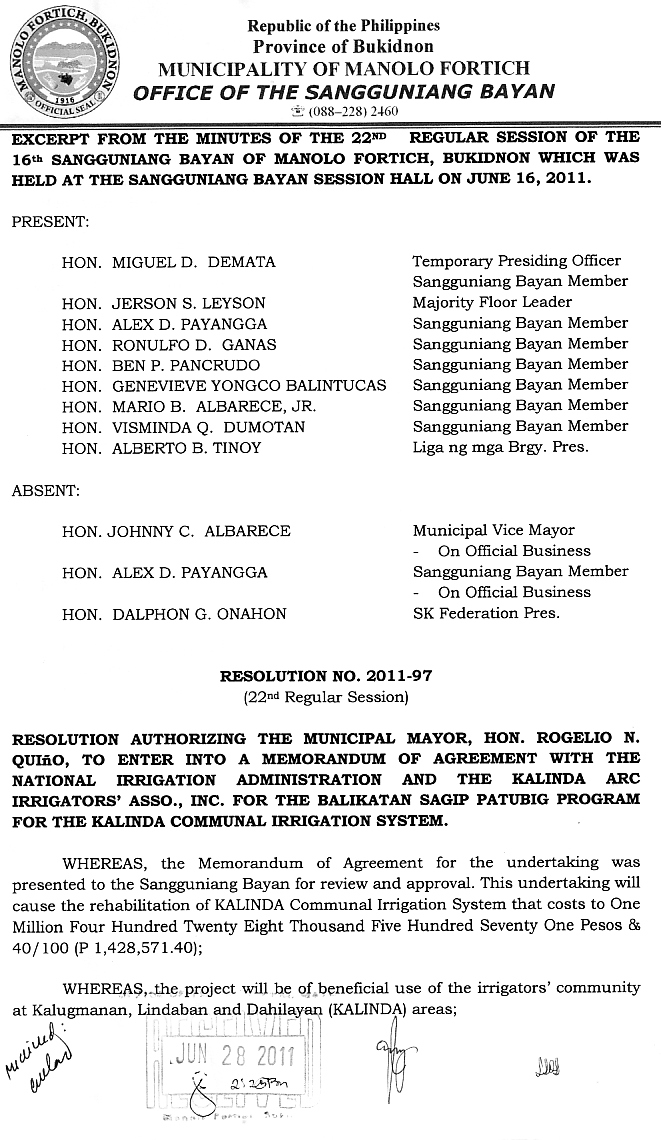 MANOLO FORTICH, BUKIDNON
1916
OFFICIAL SEAL
Republic of the Philippines
Province of Bukidnon
MUNICIPALITY OF MANOLO FORTICH
OFFICE OF THE SANGGUNIANG BAYAN
☏ (088-228) 2460
EXCERPT FROM THE MINUTES OF THE 22ND REGULAR SESSION OF THE
16th SANGGUNIANG BAYAN OF MANOLO FORTICH, BUKIDNON WHICH WAS
HELD AT THE SANGGUNIANG BAYAN SESSION HALL ON JUNE 16, 2011.
PRESENT:
HON. MIGUEL D. DEMATA Temporary Presiding Officer
Sangguniang Bayan Member
HON. JERSON S. LEYSON Majority Floor Leader
HON. ALEX D. PAYANGGA Sangguniang Bayan Member
HON. RONULFO D. GANAS Sangguniang Bayan Member
HON. BEN P. PANCRUDO Sangguniang Bayan Member
HON. GENEVIEVE YONGCO BALINTUCAS Sangguniang Bayan Member
HON. MARIO B. ALBARECE, JR. Sangguniang Bayan Member
HON. VISMINDA Q. DUMOTAN Sangguniang Bayan Member
HON. ALBERTO B. TINOY Liga ng mga Brgy. Pres.
ABSENT:
HON. JOHNNY C. ALBARECE Municipal Vice Mayor
- On Official Business
HON. ALEX D. PAYANGGA Sangguniang Bayan Member
- On Official Business
HON. DALPHON G. ONAHON SK Federation Pres.
RESOLUTION NO. 2011-97
(22nd Regular Session)
RESOLUTION AUTHORIZING THE MUNICIPAL MAYOR, HON. ROGELIO N.
QUIñO, TO ENTER INTO A MEMORANDUM OF AGREEMENT WITH THE
NATIONAL IRRIGATION ADMINISTRATION AND THE KALINDA ARC
IRRIGATORS' ASSO., INC. FOR THE BALIKATAN SAGIP PATUBIG PROGRAM
FOR THE KALINDA COMMUNAL IRRIGATION SYSTEM.
WHEREAS, the Memorandum of Agreement for the undertaking was
presented to the Sangguniang Bayan for review and approval. This undertaking will
cause the rehabilitation of KALINDA Communal Irrigation System that costs to One
Million Four Hundred Twenty Eight Thousand Five Hundred Seventy One Pesos &
40/100 (P 1,428,571.40);
WHEREAS, the project will be of beneficial use of the irrigators' community
at Kalugmanan, Lindaban and Dahilayan (KALINDA) areas;
received:
JUN 28 2011
2:25pm